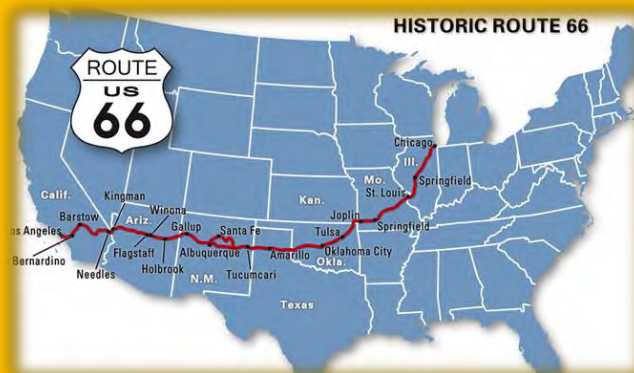 HISTORIC ROUTE 66
ROUTE
US
66
Chicago
Ill.
Springfield
Mo.
St. Louis
Kan.
Calif.
Kingman
Winona
Barstow
Ariz.
Gallup
Santa Fe
Joplin
Springfield
os Angeles
Tulsa
Bernardino
Flagstaff
Albuquerque
Amarillo
Oklahoma City
Needles
Holbrook
Tucumcari
Okla.
N.M.
Texas